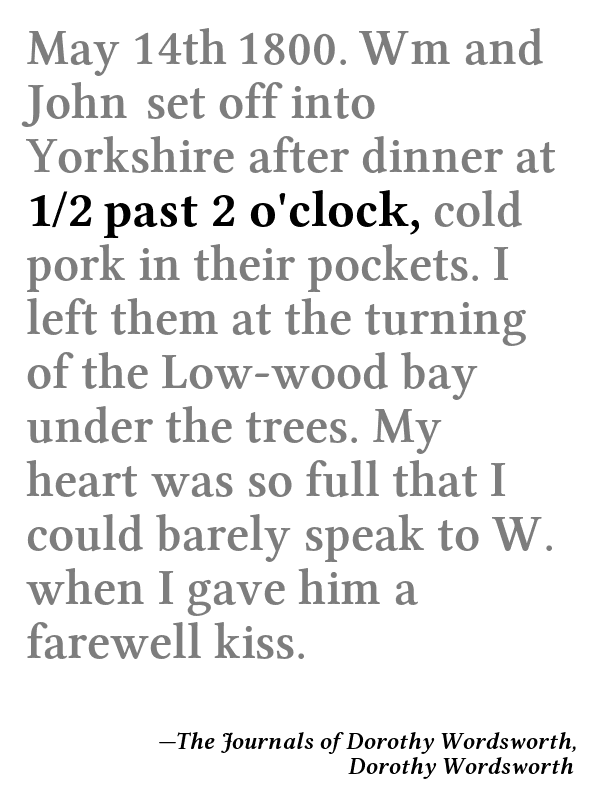 May 14th 1800. Wm and
John set off into
Yorkshire after dinner at
1/2 past 2 o'clock, cold
pork in their pockets. I
left them at the turning
of the Low-wood bay
under the trees. My
heart was so full that I
could barely speak to W.
when I gave him a
farewell kiss.
—The Journals of Dorothy Wordsworth,
Dorothy Wordsworth